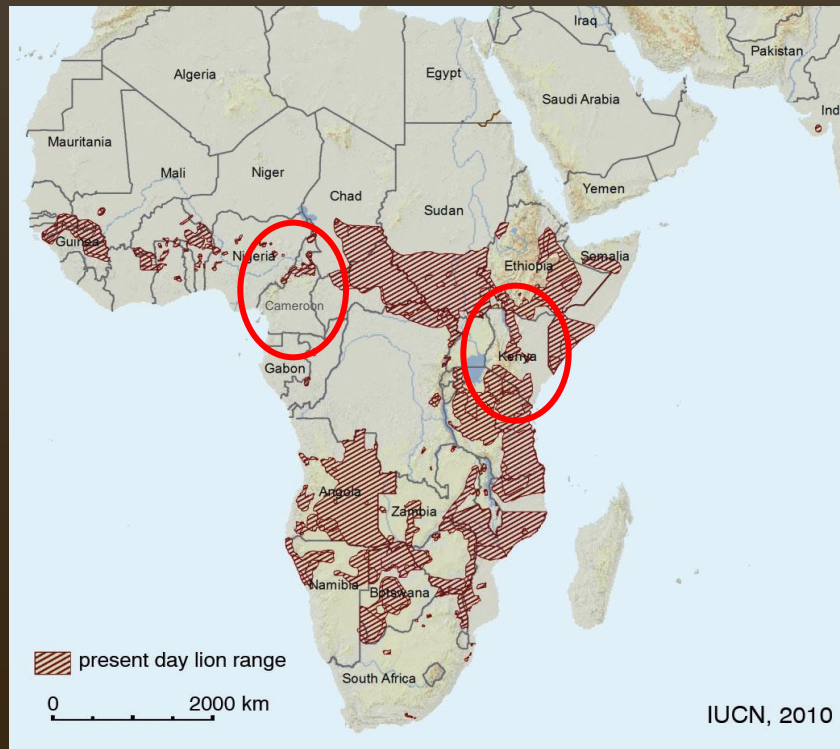 Iraq
Pakistan
Algeria
Egypt
Saudi Arabia
Ind
Mauritania
Mali
Niger
Chad
Sudan
Yemen
Guinea
Nigeria
Ethiopia
Somalia
Cameroon
Gabon
Kenya
Angola
Zambia
Namibia
Botswana
South Africa
present day lion range
0 2000 km
IUCN, 2010